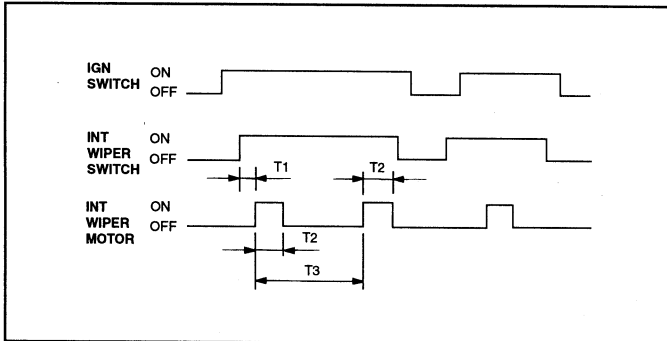 IGN ON
SWITCH OFF
INT ON
WIPER OFF
SWITCH T1 T2
INT ON
WIPER OFF
MOTOR T2
T3